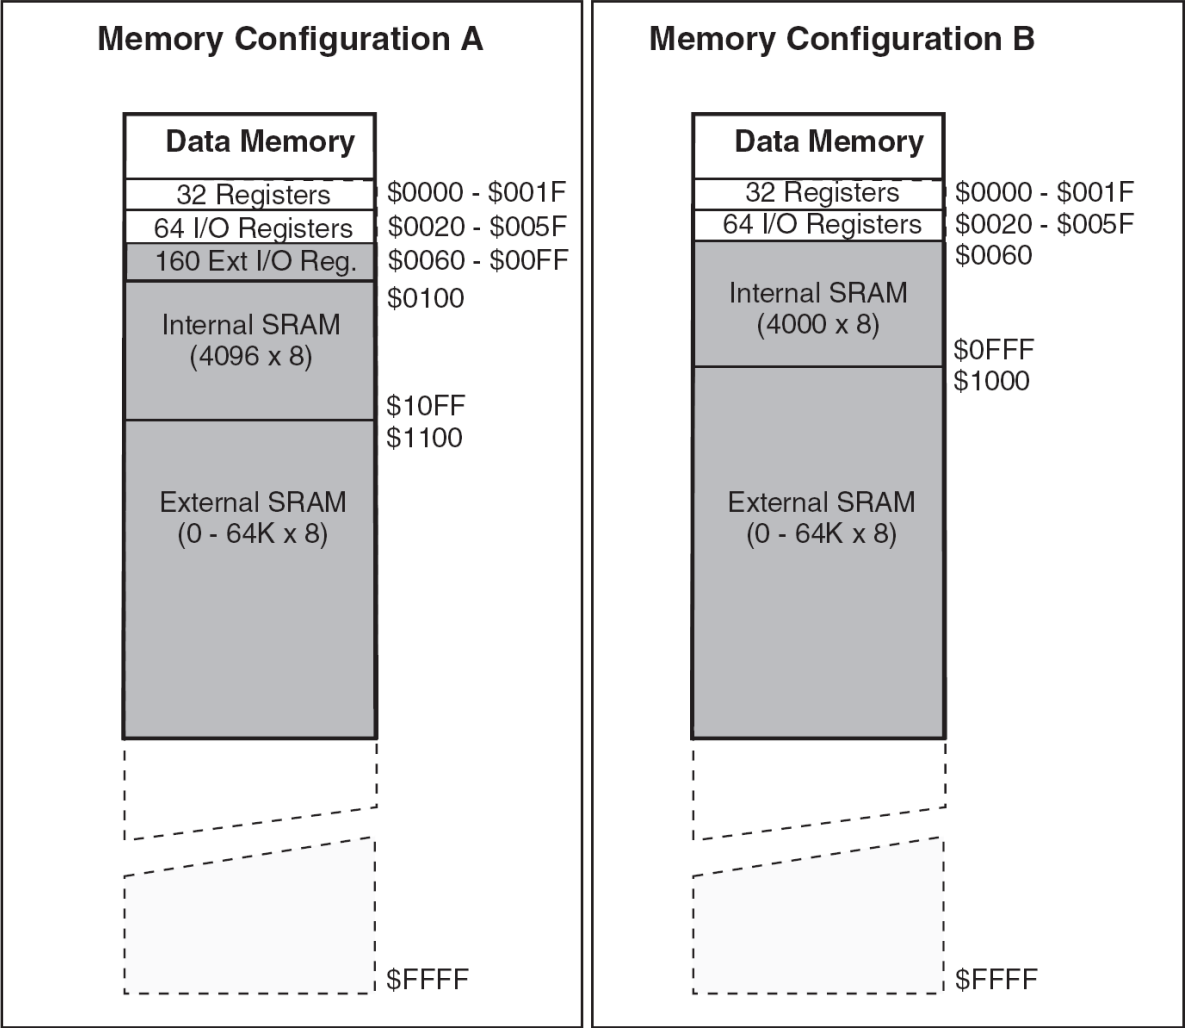 Memory Configuration A
Data Memory
32 Registers
$0000 - $001F
64 I/O Registers
$0020 - $005F
160 Ext I/O Reg.
$0060 - $00FF
$0100
Internal SRAM
(4096 x 8)
$10FF
$1100
External SRAM
(0 - 64K x 8)
$FFFF
Memory Configuration B
Data Memory
32 Registers
$0000 - $001F
64 I/O Registers
$0020 - $005F
$0060
Internal SRAM
(4000 x 8)
$0FFF
$1000
External SRAM
(0 - 64K x 8)
$FFFF